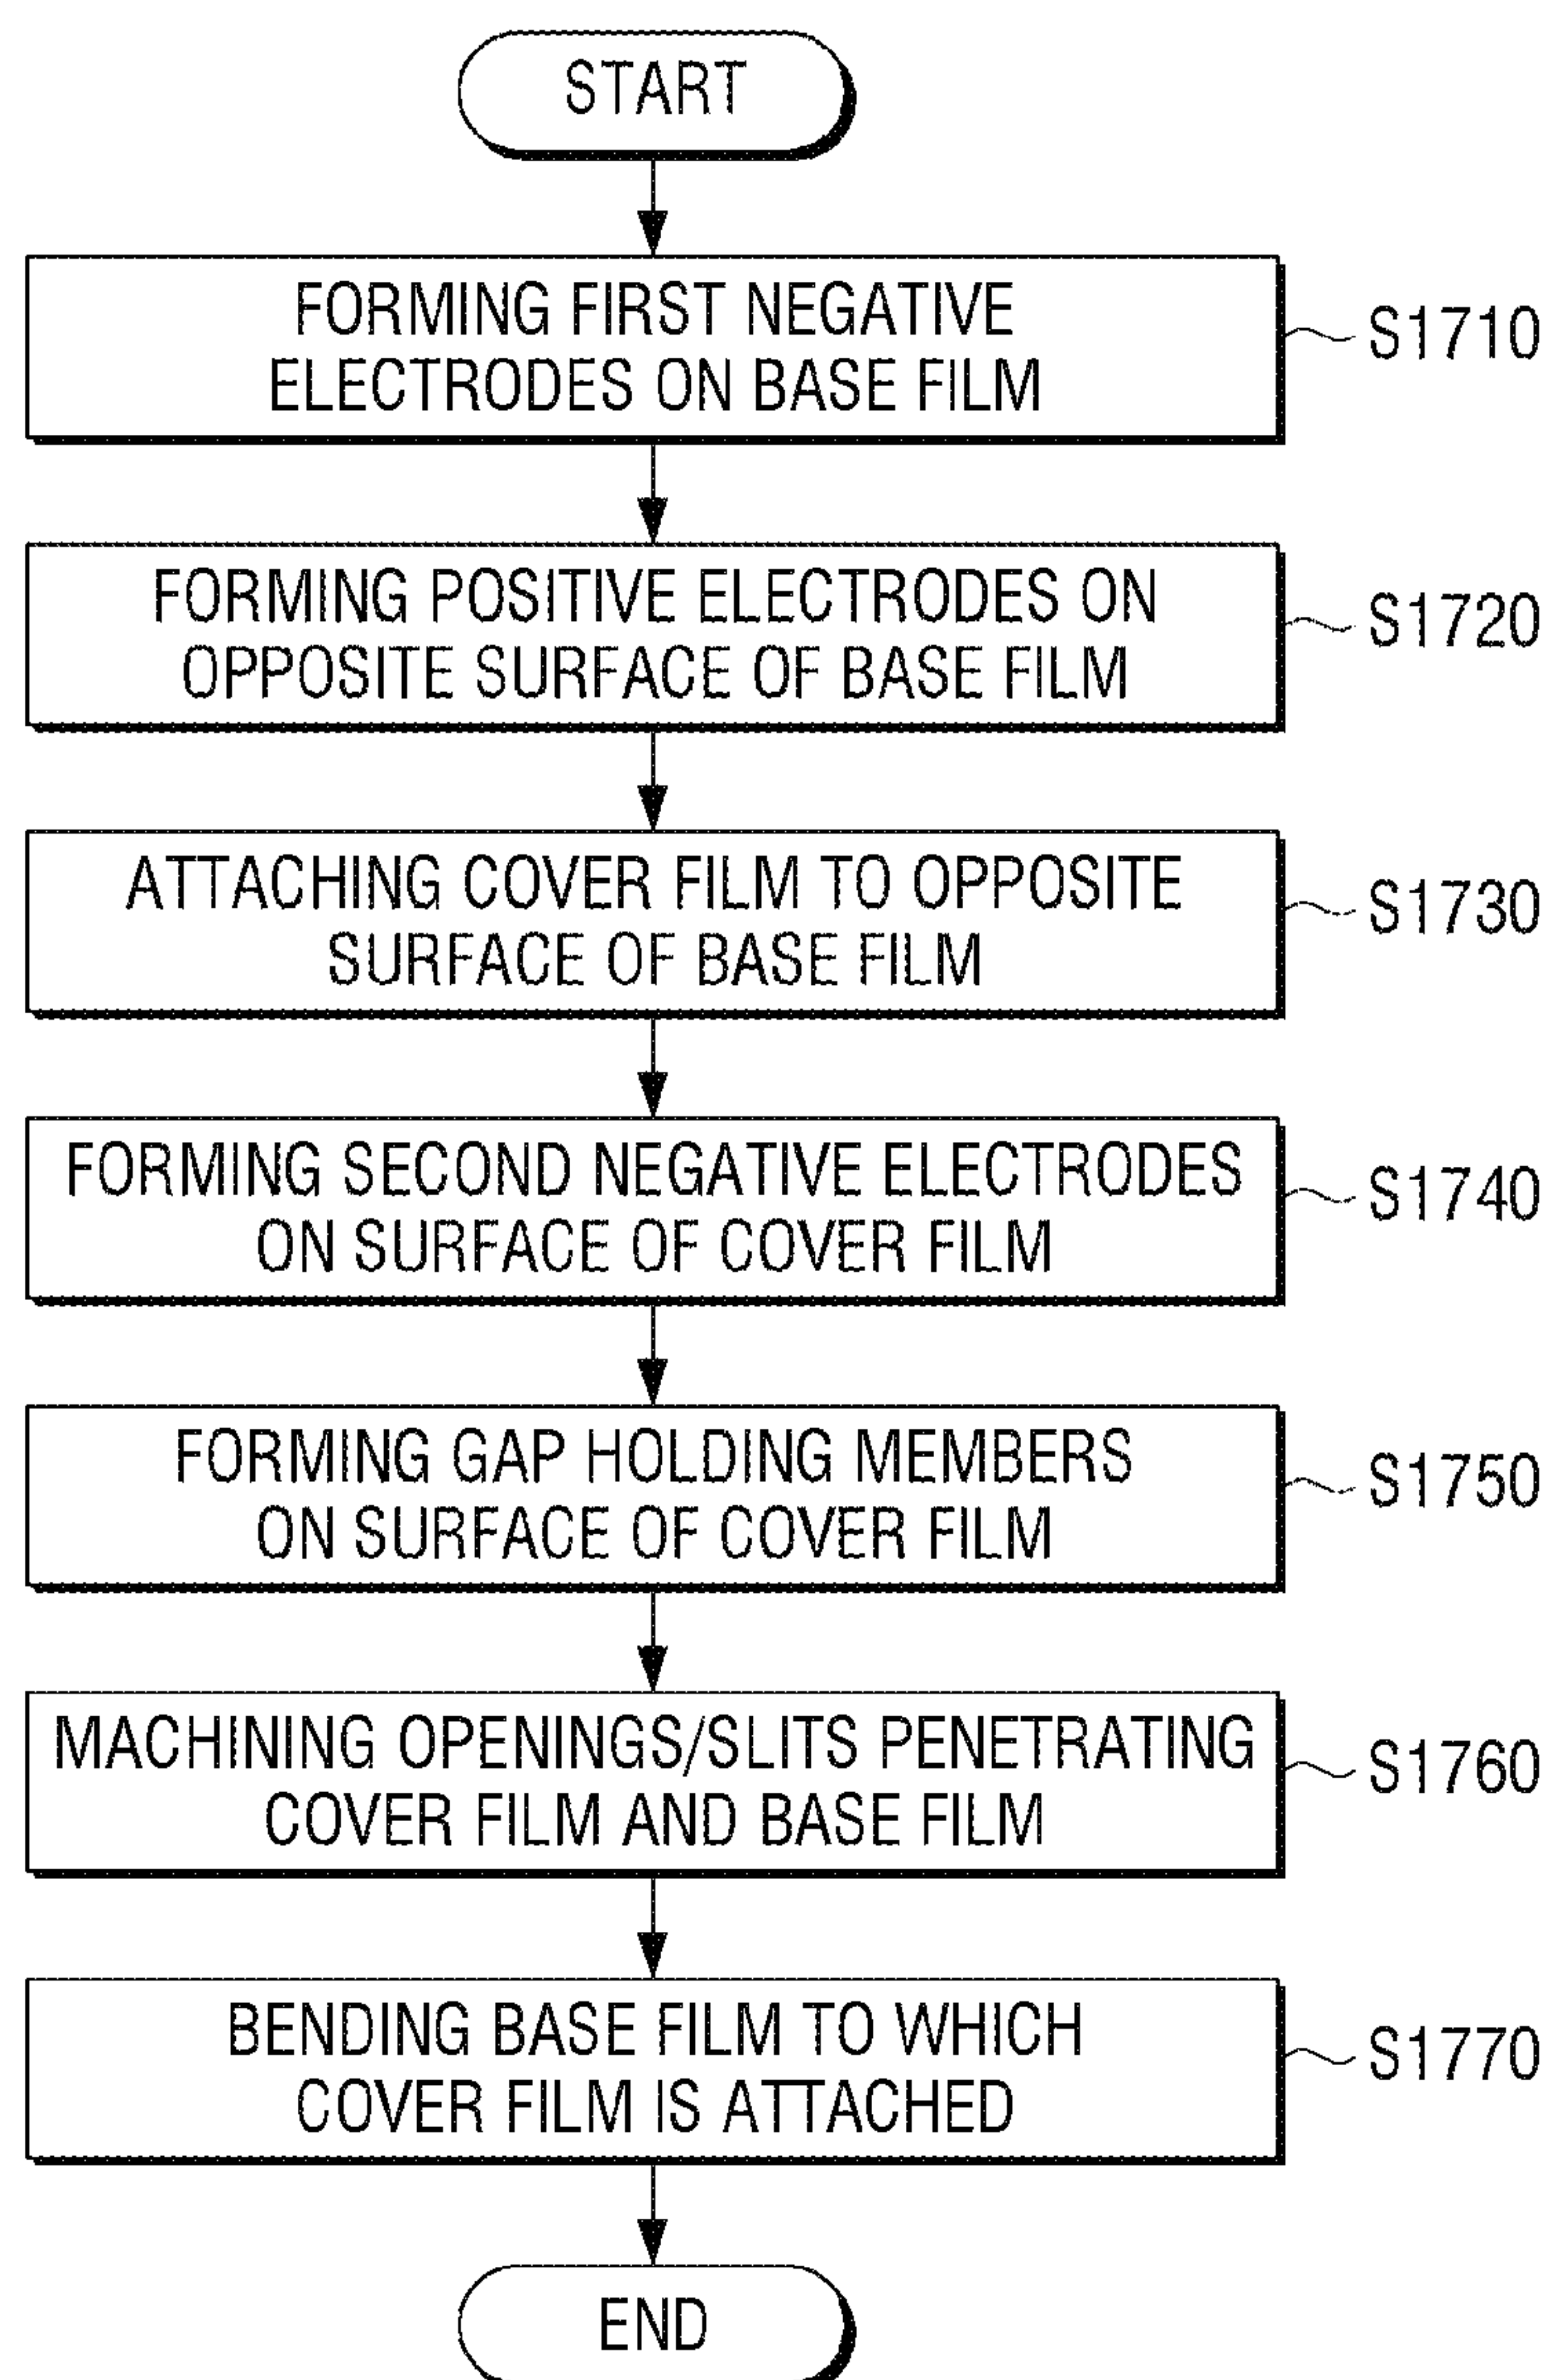 START
FORMING FIRST NEGATIVE
ELECTRODES ON BASE FILM
S1710
FORMING POSITIVE ELECTRODES ON
OPPOSITE SURFACE OF BASE FILM
S1720
ATTACHING COVER FILM TO OPPOSITE
SURFACE OF BASE FILM
S1730
FORMING SECOND NEGATIVE ELECTRODES
ON SURFACE OF COVER FILM
S1740
FORMING GAP HOLDING MEMBERS
ON SURFACE OF COVER FILM
S1750
MACHINING OPENINGS/SLITS PENETRATING
COVER FILM AND BASE FILM
S1760
BENDING BASE FILM TO WHICH
COVER FILM IS ATTACHED
S1770
END